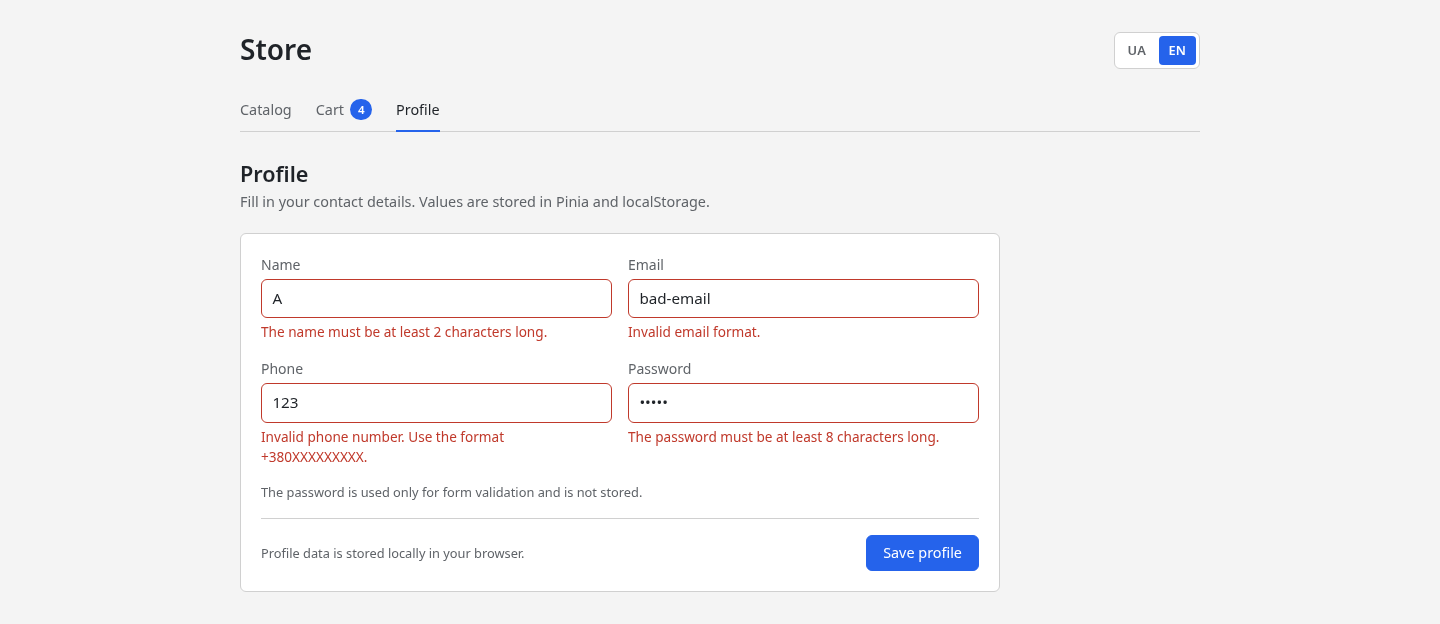 Store
UA EN
Catalog Cart 4 Profile
Profile
Fill in your contact details. Values are stored in Pinia and localStorage.
Name
A
The name must be at least 2 characters long.
Email
bad-email
Invalid email format.
Phone
123
Invalid phone number. Use the format
+380XXXXXXXXX.
Password
•••••
The password must be at least 8 characters long.
The password is used only for form validation and is not stored.
Profile data is stored locally in your browser.
Save profile